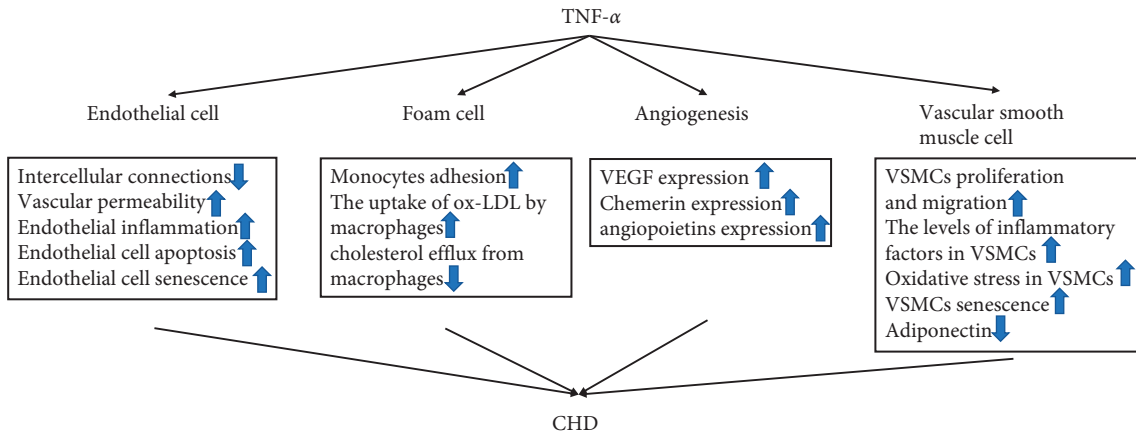 TNF-α
Endothelial cell
Intercellular connections
Vascular permeability
Endothelial inflammation
Endothelial cell apoptosis
Endothelial cell senescence
Foam cell
Monocytes adhesion
The uptake of ox-LDL by
macrophages
cholesterol efflux from
macrophages
Angiogenesis
VEGF expression
Chemerin expression
angiopoietins expression
Vascular smooth
muscle cell
VSMCs proliferation
and migration
The levels of inflammatory
factors in VSMCs
Oxidative stress in VSMCs
VSMCs senescence
Adiponectin
CHD